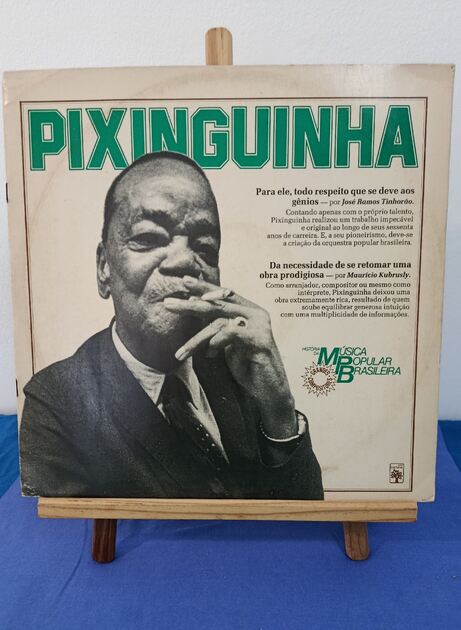 PIXINGUINHA
Para ele, todo respeito que se deve aos
gênios — por José Ramos Tinhorão.
Contando apenas com o próprio talento,
Pixinguinha realizou um trabalho impecável
e original ao longo de seus sessenta
anos de carreira. E, a seu pioneirismo, deve-se
a criação da orquestra popular brasileira.
Da necessidade de se retomar uma
obra prodigiosa — por Maurício Kubrusly.
Como arranjador, compositor ou mesmo como
intérprete, Pixinguinha deixou uma
obra extremamente rica, resultado de quem
soube equilibrar generosa intuição
com uma multiplicidade de informações.
HISTÓRIA
DA MÚSICA
POPULAR
BRASILEIRA
GRANDES
COMPOSITORES